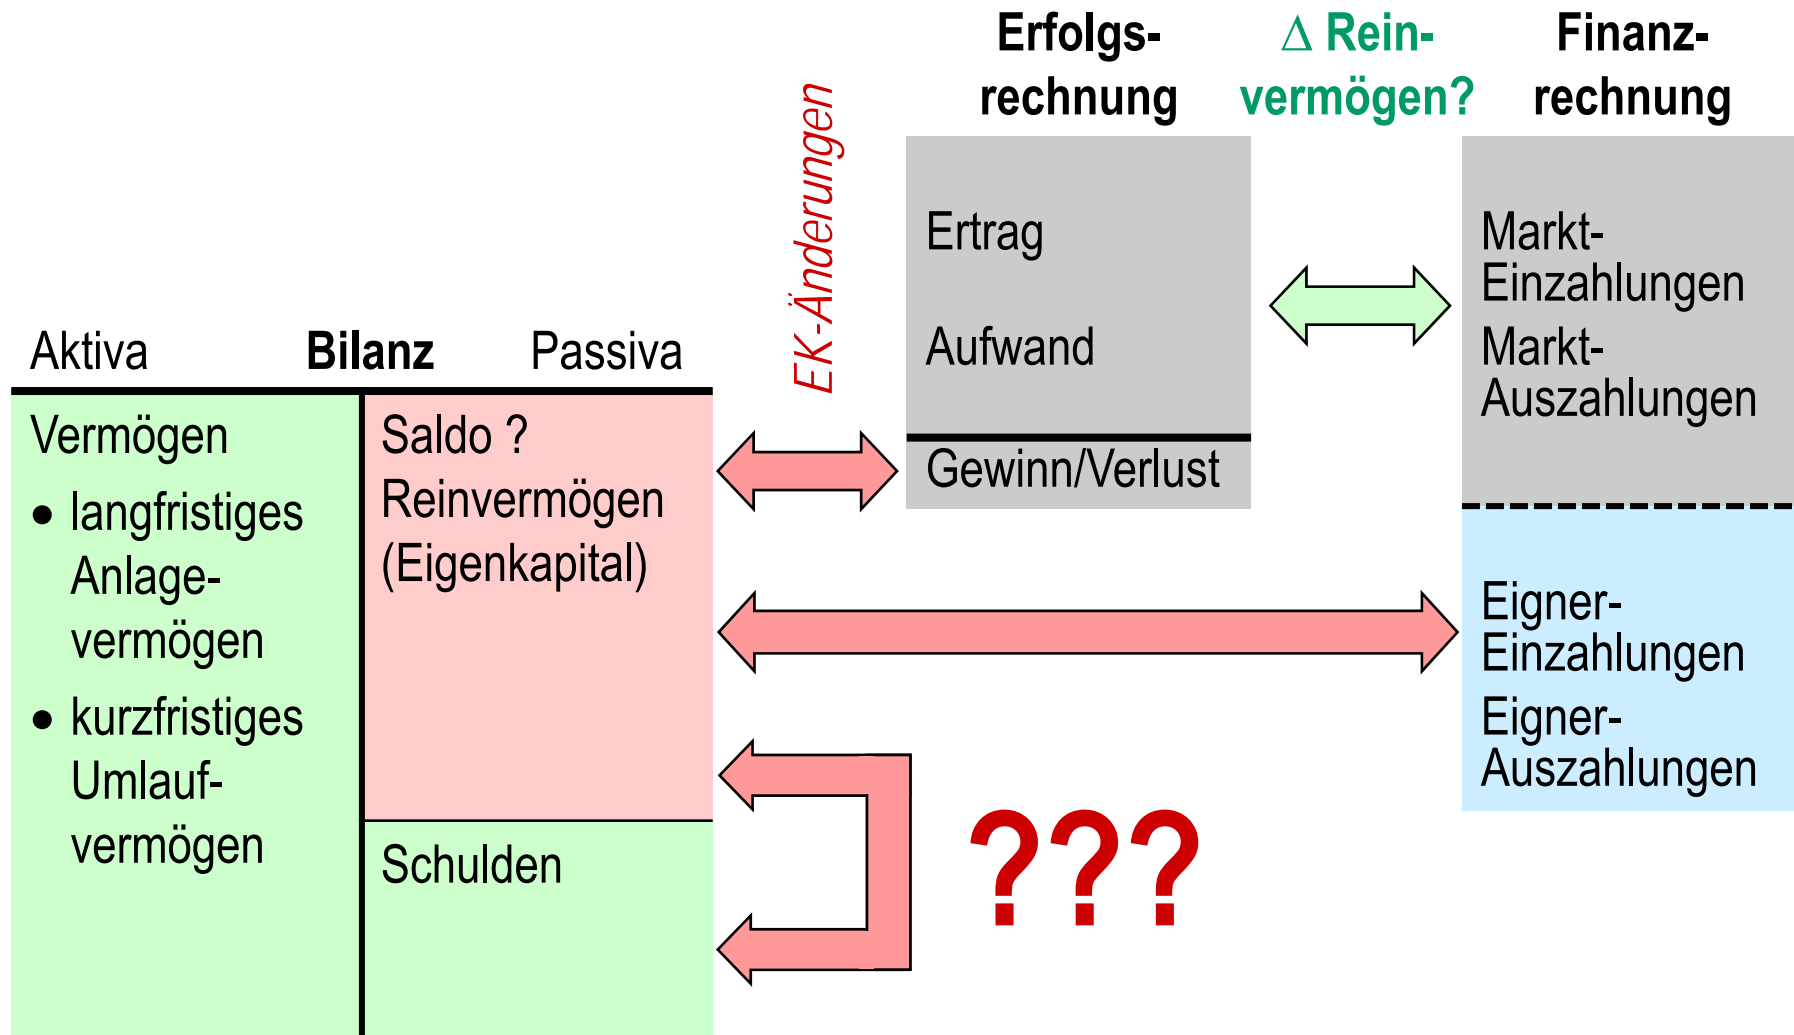 Erfolgs-
rechnung
Δ Rein-
vermögen?
Finanz-
rechnung
EK-Änderungen
Ertrag
Aufwand
Gewinn/Verlust
Markt-
Einzahlungen
Markt-
Auszahlungen
Eigner-
Einzahlungen
Eigner-
Auszahlungen
Aktiva Bilanz Passiva
Vermögen
• langfristiges
Anlage-
vermögen
• kurzfristiges
Umlauf-
vermögen
Saldo ?
Reinvermögen
(Eigenkapital)
Schulden
???